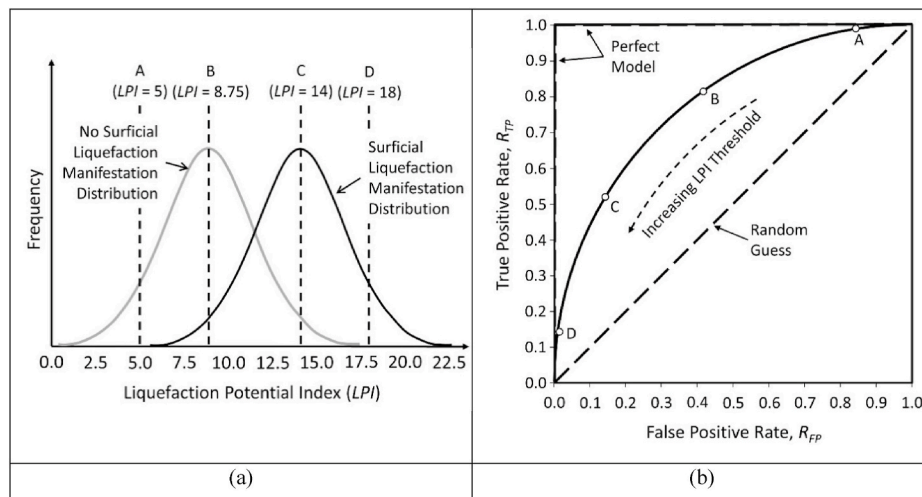 A B C D
(LPI = 5) (LPI = 8.75) (LPI = 14) (LPI = 18)
No Surficial
Liquefaction
Manifestation
Distribution
Surficial
Liquefaction
Manifestation
Distribution
Frequency
0.0 2.5 5.0 7.5 10.0 12.5 15.0 17.5 20.0 22.5
Liquefaction Potential Index (LPI)
(a)
True Positive Rate, R_TP
1.0
0.9
0.8
0.7
0.6
0.5
0.4
0.3
0.2
0.1
0.0
Perfect
Model
A
B
C
D
Increasing LPI Threshold
Random
Guess
0.0 0.1 0.2 0.3 0.4 0.5 0.6 0.7 0.8 0.9 1.0
False Positive Rate, R_FP
(b)